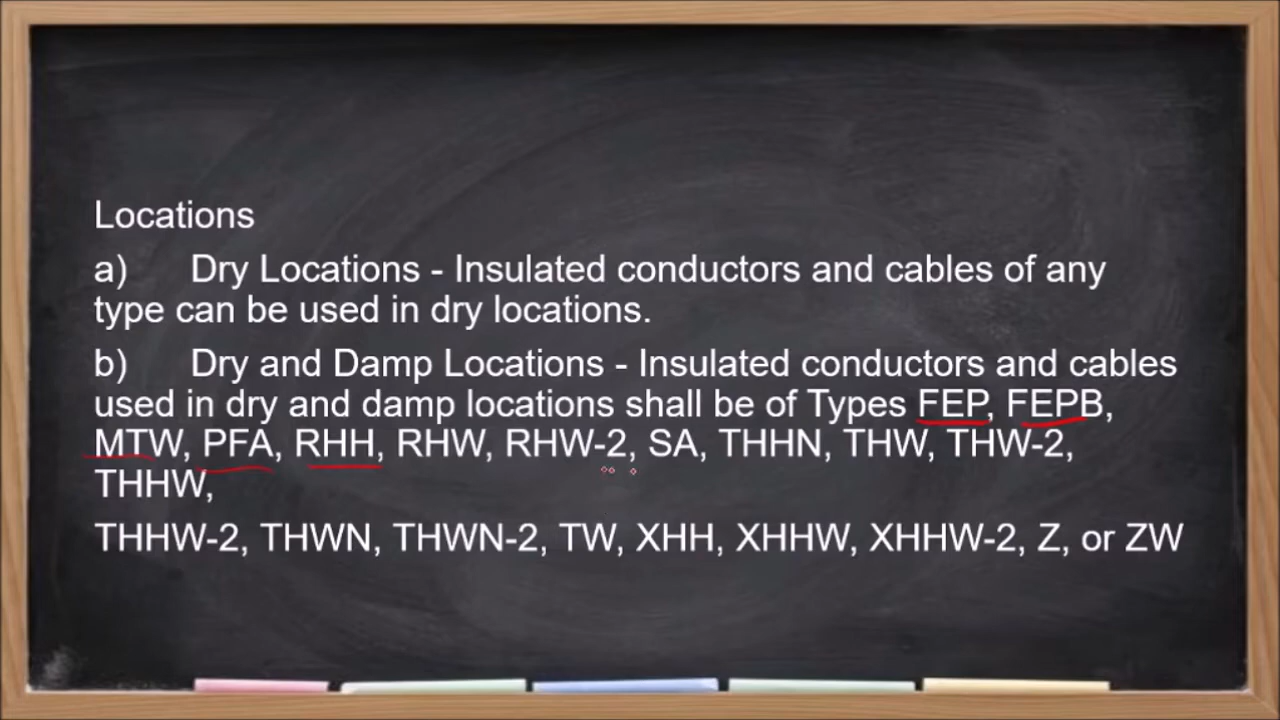 Locations
a) Dry Locations - Insulated conductors and cables of any
type can be used in dry locations.
b) Dry and Damp Locations - Insulated conductors and cables
used in dry and damp locations shall be of Types FEP, FEPB,
MTW, PFA, RHH, RHW, RHW-2, SA, THHN, THW, THW-2,
THHW,
THHW-2, THWN, THWN-2, TW, XHH, XHHW, XHHW-2, Z, or ZW